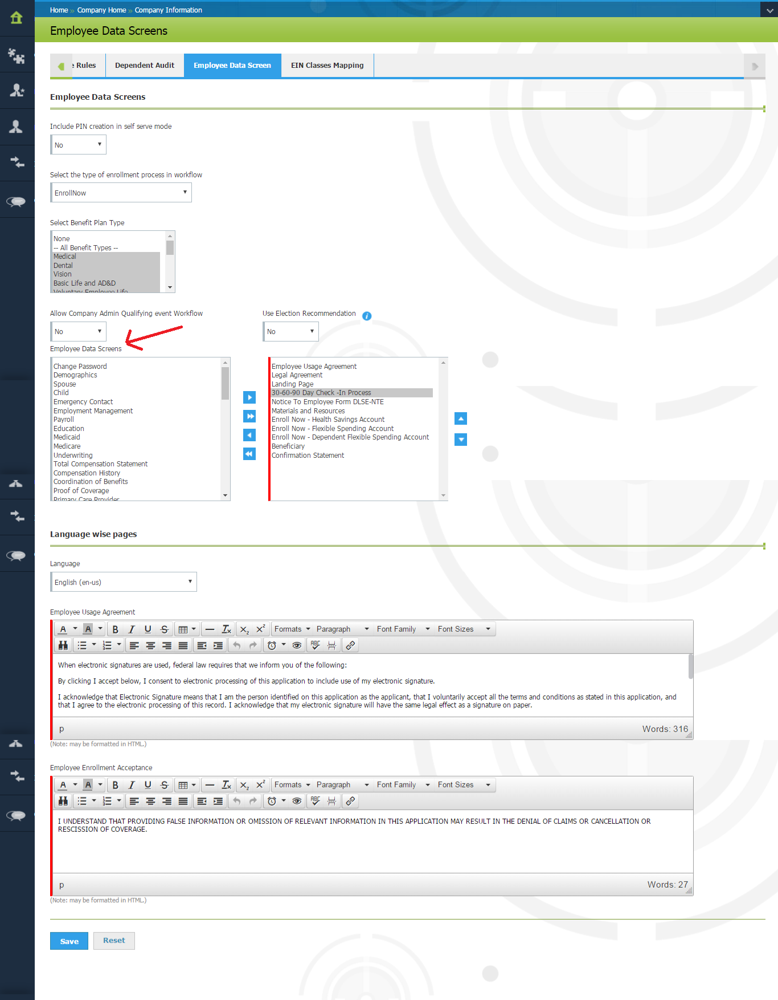 Home » Company Home » Company Information
Employee Data Screens
e Rules
Dependent Audit
Employee Data Screen
EIN Classes Mapping
Employee Data Screens
Include PIN creation in self serve mode
No
Select the type of enrollment process in workflow
EnrollNow
Select Benefit Plan Type
None
-- All Benefit Types --
Medical
Dental
Vision
Basic Life and AD&D
Voluntary Employee Life
Allow Company Admin Qualifying event Workflow
Use Election Recommendation
No
No
Employee Data Screens
Change Password
Demographics
Spouse
Child
Emergency Contact
Employment Management
Payroll
Education
Medicaid
Medicare
Underwriting
Total Compensation Statement
Compensation History
Coordination of Benefits
Proof of Coverage
Primary Care Provider
Employee Usage Agreement
Legal Agreement
Landing Page
30-60-90 Day Check -In Process
Notice To Employee Form DLSE-NTE
Materials and Resources
Enroll Now - Health Savings Account
Enroll Now - Flexible Spending Account
Enroll Now - Dependent Flexible Spending Account
Beneficiary
Confirmation Statement
Language wise pages
Language
English (en-us)
Employee Usage Agreement
Formats Paragraph Font Family Font Sizes
When electronic signatures are used, federal law requires that we inform you of the following:
By clicking I accept below, I consent to electronic processing of this application to include use of my electronic signature.
I acknowledge that Electronic Signature means that I am the person identified on this application as the applicant, that I voluntarily accept all the terms and conditions as stated in this application, and
that I agree to the electronic processing of this record. I acknowledge that my electronic signature will have the same legal effect as a signature on paper.
p
Words: 316
(Note: may be formatted in HTML.)
Employee Enrollment Acceptance
Formats Paragraph Font Family Font Sizes
I UNDERSTAND THAT PROVIDING FALSE INFORMATION OR OMISSION OF RELEVANT INFORMATION IN THIS APPLICATION MAY RESULT IN THE DENIAL OF CLAIMS OR CANCELLATION OR
RESCISSION OF COVERAGE.
p
Words: 27
(Note: may be formatted in HTML.)
Save
Reset